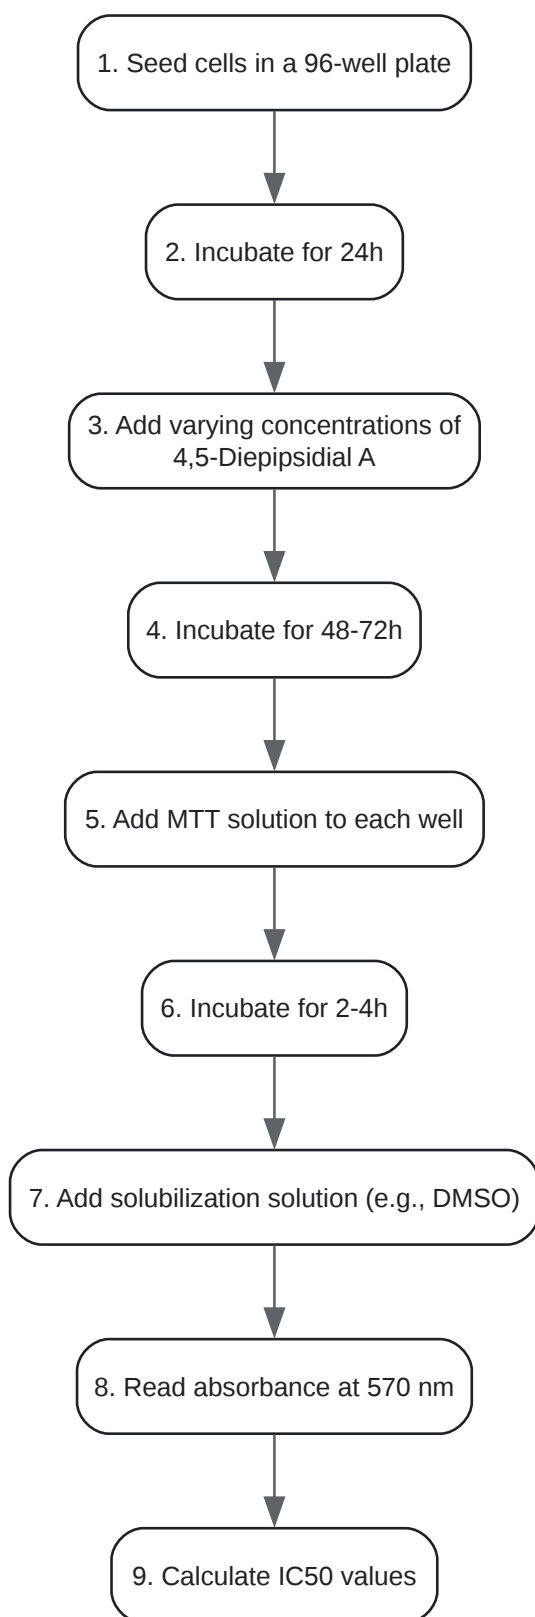 1. Seed cells in a 96-well plate
2. Incubate for 24h
3. Add varying concentrations of
4,5-Diepipsidial A
4. Incubate for 48-72h
5. Add MTT solution to each well
6. Incubate for 2-4h
7. Add solubilization solution (e.g., DMSO)
8. Read absorbance at 570 nm
9. Calculate IC50 values